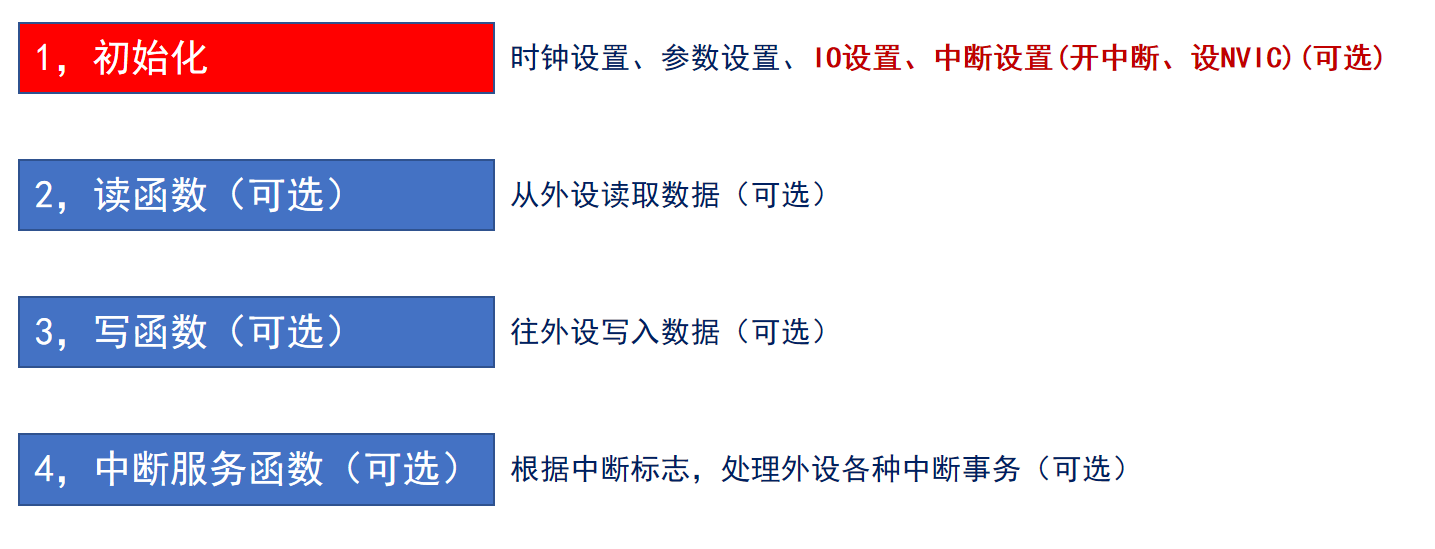 1，初始化
时钟设置、参数设置、IO设置、中断设置(开中断、设NVIC)(可选)
2，读函数（可选）
从外设读取数据（可选）
3，写函数（可选）
往外设写入数据（可选）
4，中断服务函数（可选）
根据中断标志，处理外设各种中断事务（可选）